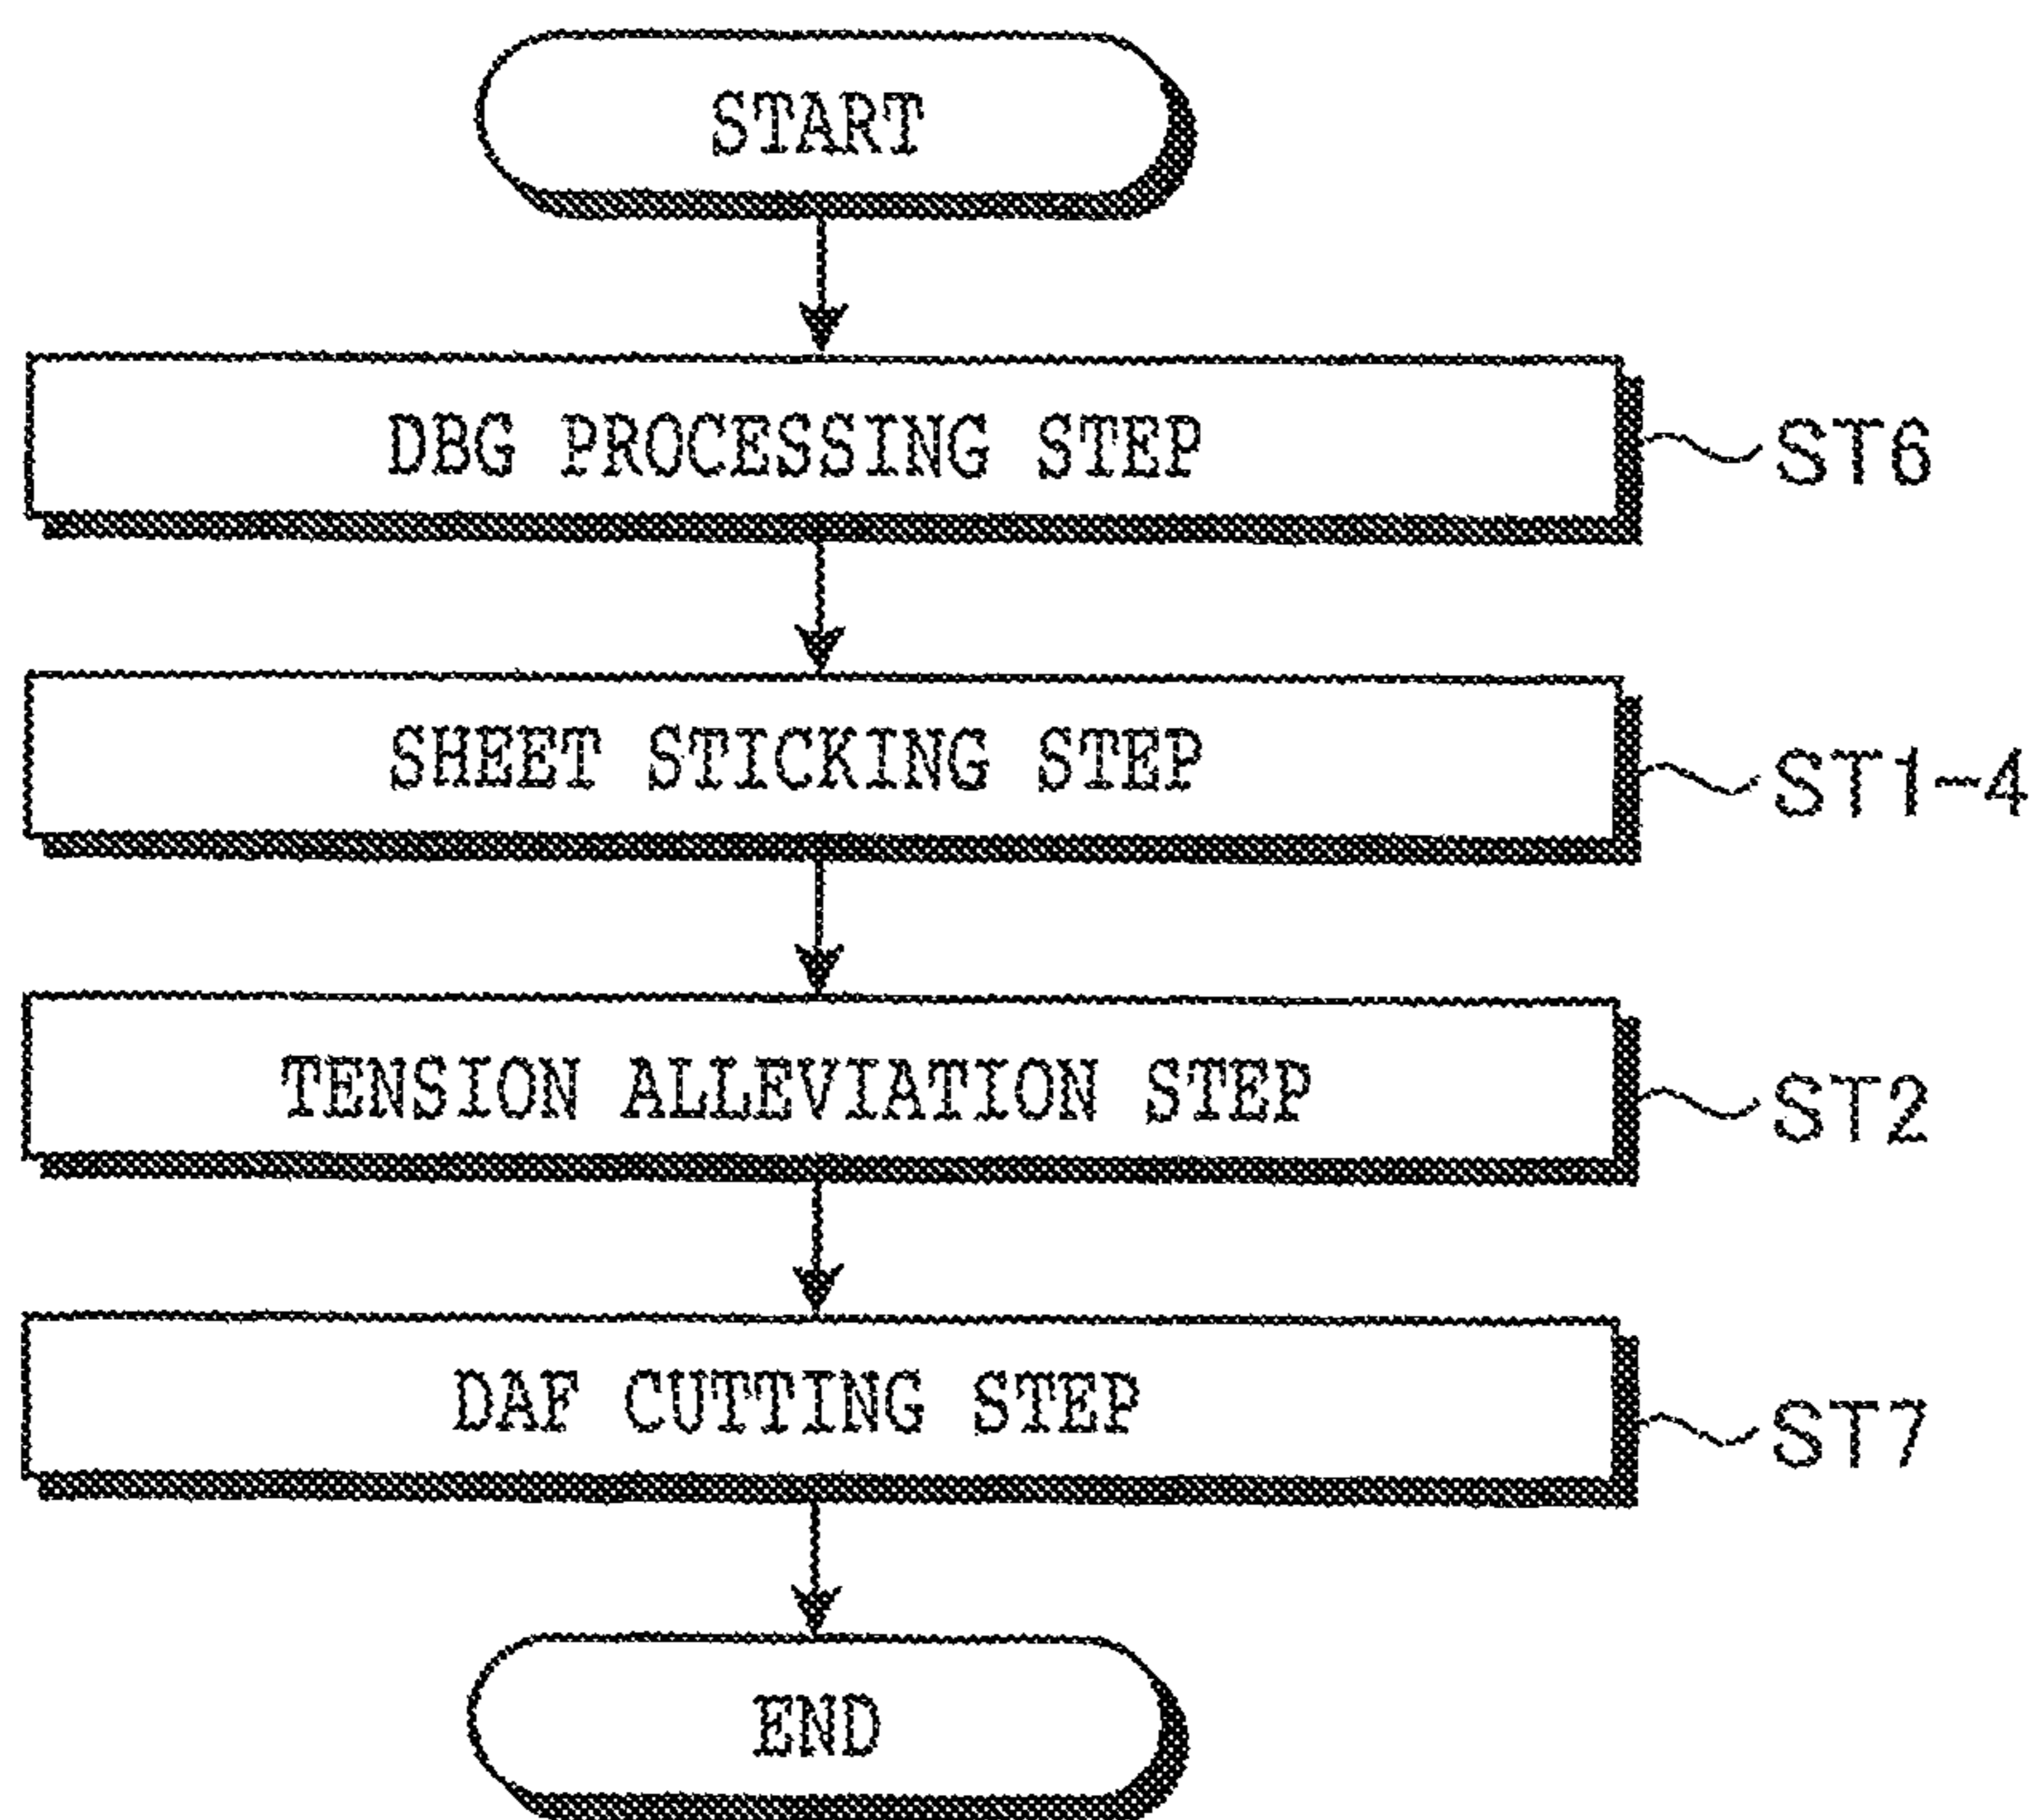 START
DBG PROCESSING STEP
ST6
SHEET STICKING STEP
ST1-4
TENSION ALLEVIATION STEP
ST2
DAF CUTTING STEP
ST7
END